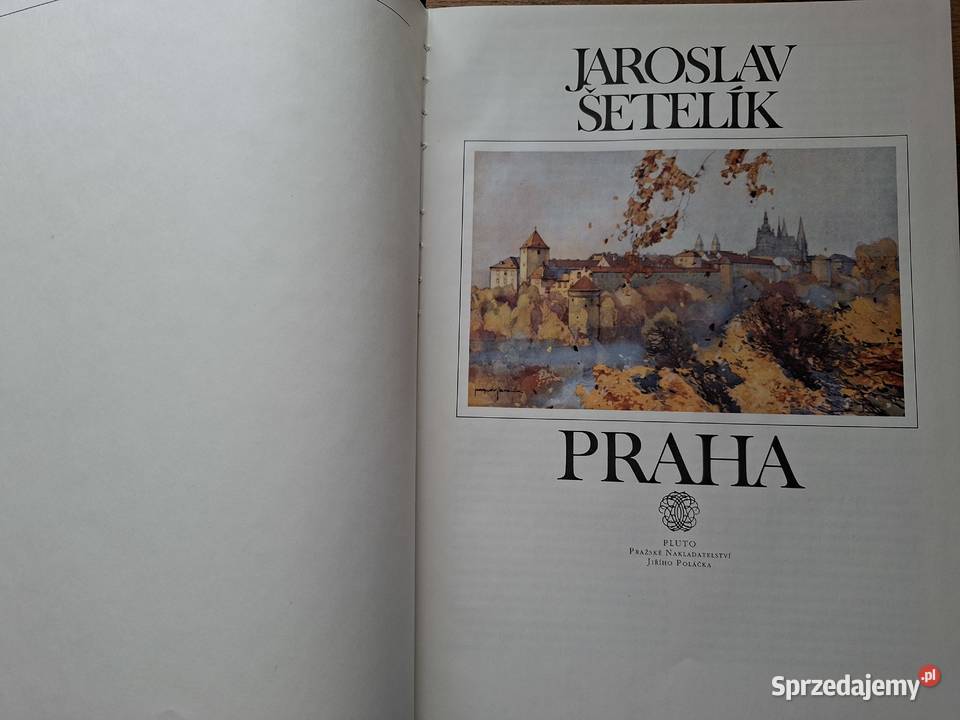 JAROSLAV
ŠETELÍK
PRAHA
PLUTO
PRAŽSKÉ NAKLADATELSTVÍ
JIŘÍHO POLÁČKA
Sprzedajemy.pl